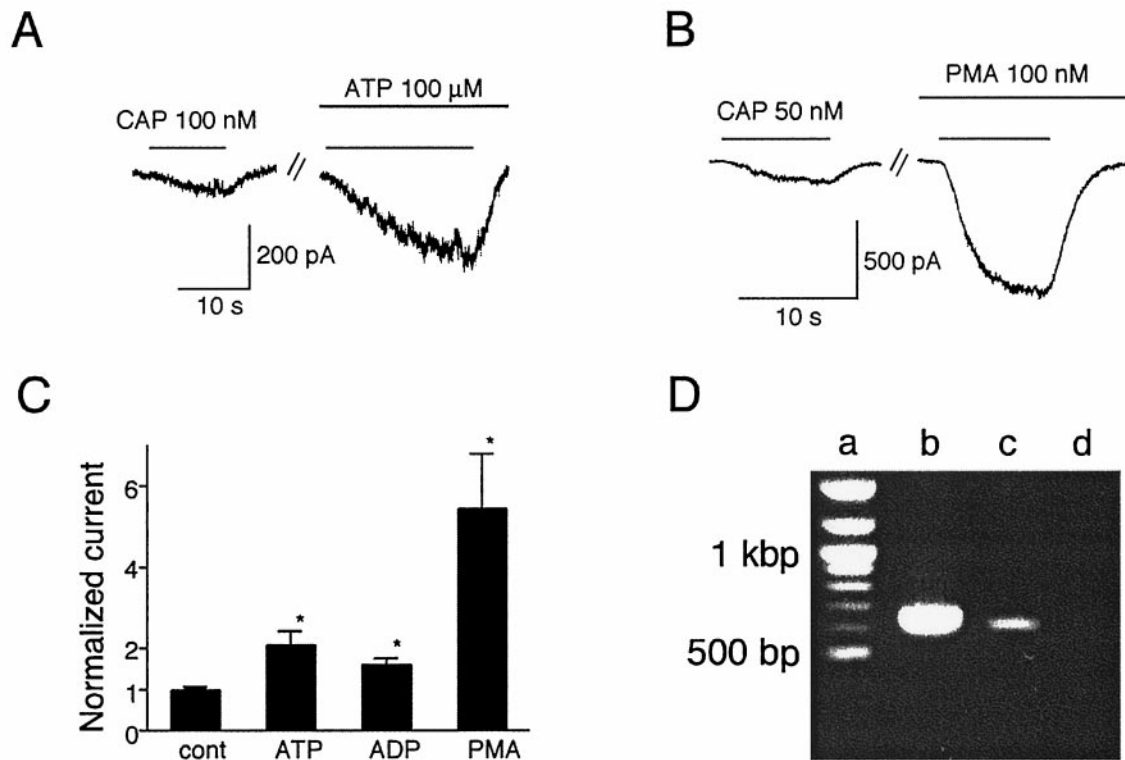 A
CAP 100 nM
ATP 100 μM
200 pA
10 s
B
CAP 50 nM
PMA 100 nM
500 pA
10 s
C
Normalized current
6
4
2
1
0
cont
ATP
ADP
PMA
*
*
*
D
a
b
c
d
1 kbp
500 bp